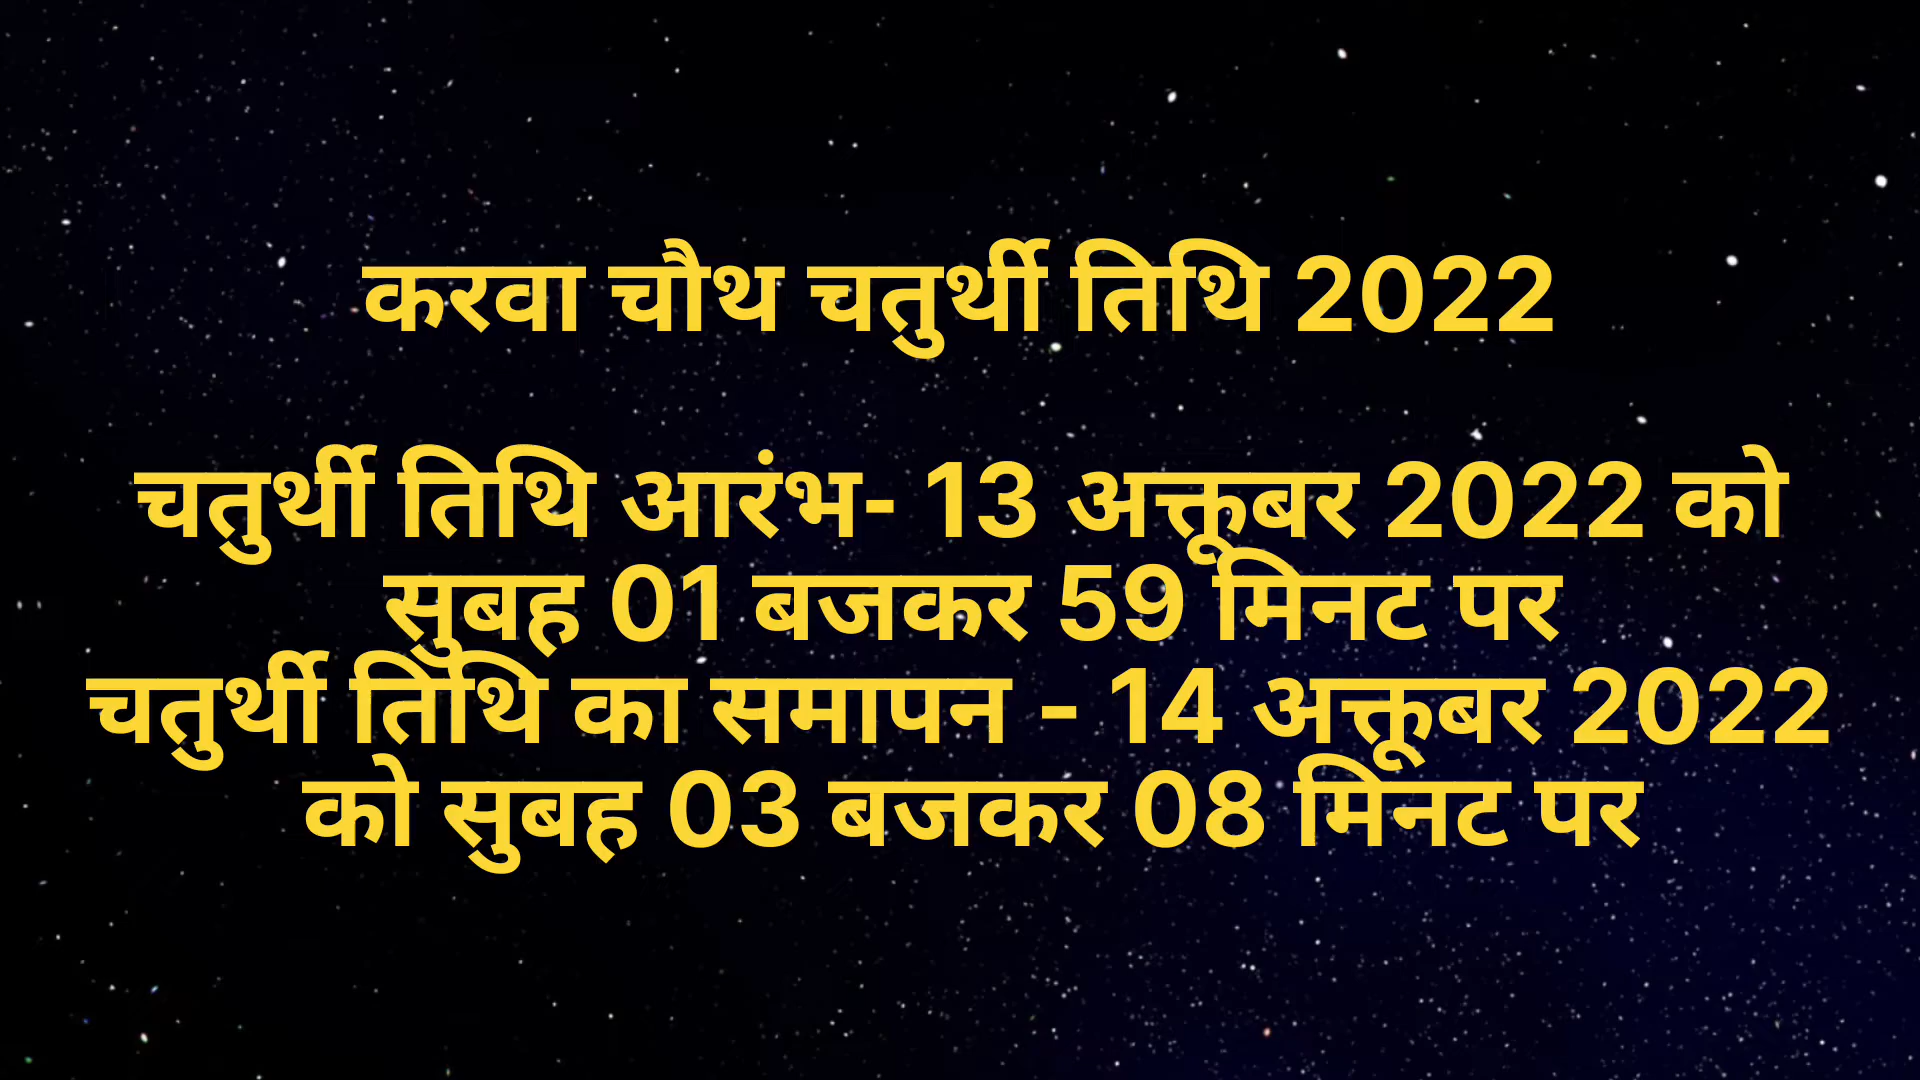 करवा चौथ चतुर्थी तिथि 2022
चतुर्थी तिथि आरंभ- 13 अक्तूबर 2022 को
सुबह 01 बजकर 59 मिनट पर
चतुर्थी तिथि का समापन - 14 अक्तूबर 2022
को सुबह 03 बजकर 08 मिनट पर